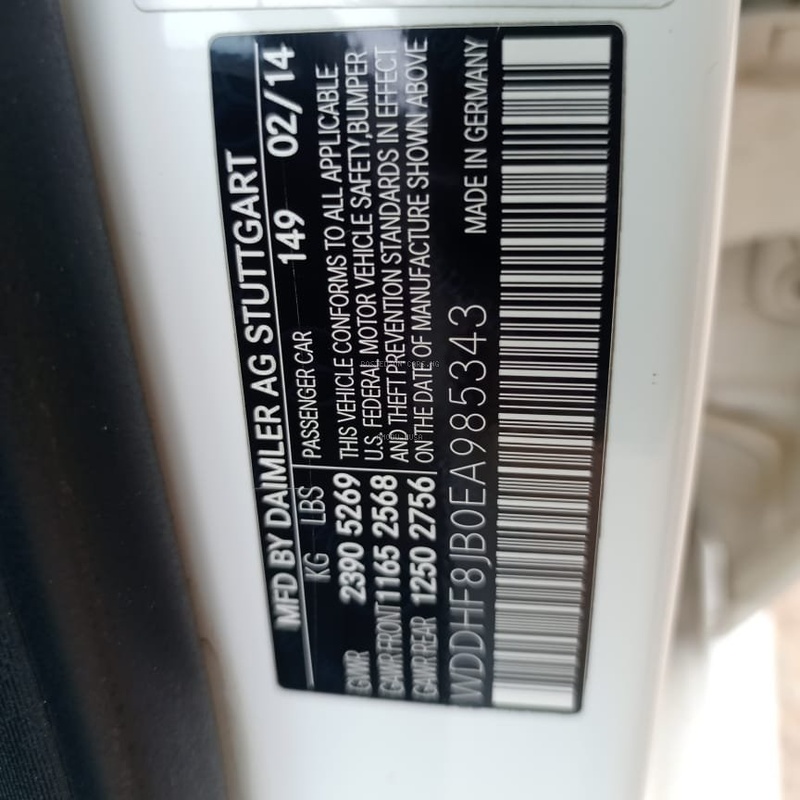 MFD BY DAIMLER AG STUTTGART
149 02/14
KG LBS
PASSENGER CAR
GVWR 2390 5269
GAWR FRONT 1165 2568
GAWR REAR 1250 2756
THIS VEHICLE CONFORMS TO ALL APPLICABLE
U.S. FEDERAL MOTOR VEHICLE SAFETY,BUMPER
AND THEFT PREVENTION STANDARDS IN EFFECT
ON THE DATE OF MANUFACTURE SHOWN ABOVE
WDDHF8JB0EA985343
MADE IN GERMANY